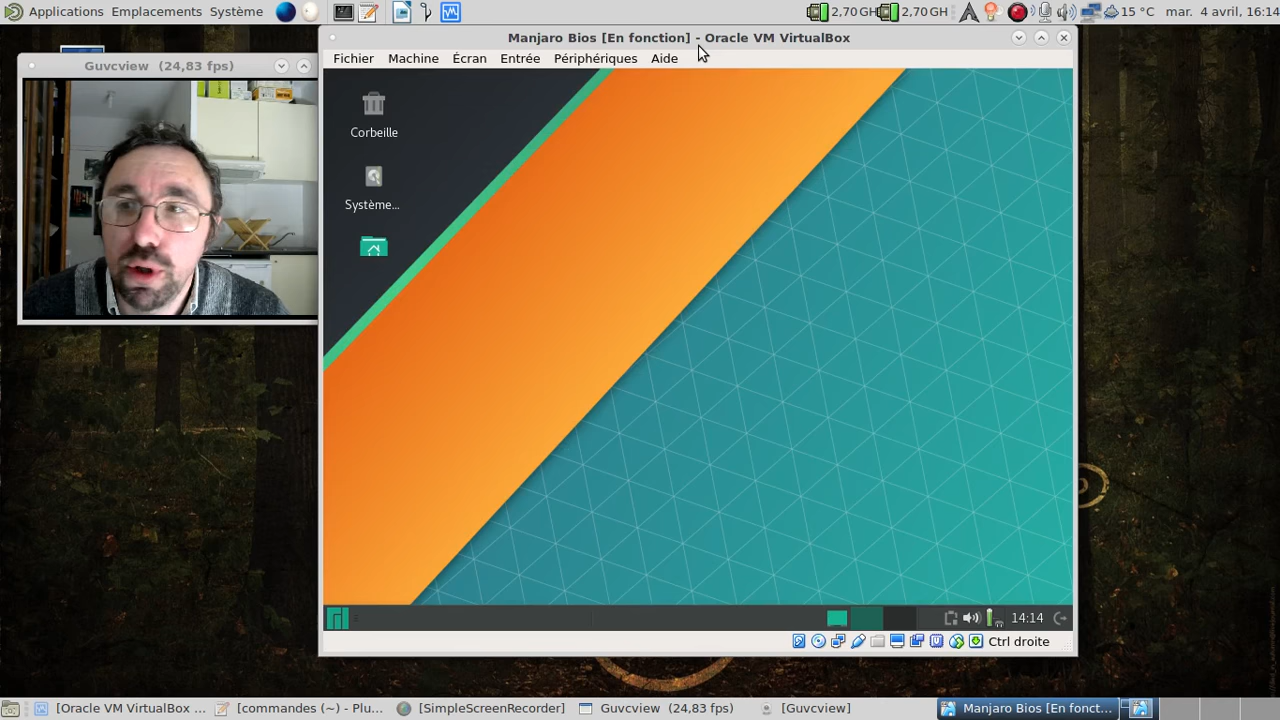 Applications Emplacements Système
2,70 GH 2,70 GH 15 °C mar. 4 avril, 16:14
Guvcview (24,83 fps)
Manjaro Bios [En fonction] - Oracle VM VirtualBox
Fichier Machine Écran Entrée Périphériques Aide
Corbeille
Système...
14:14
Ctrl droite
[Oracle VM VirtualBox ... [commandes (~) - Plu... [SimpleScreenRecorder] Guvcview (24,83 fps) [Guvcview] Manjaro Bios [En fonct...